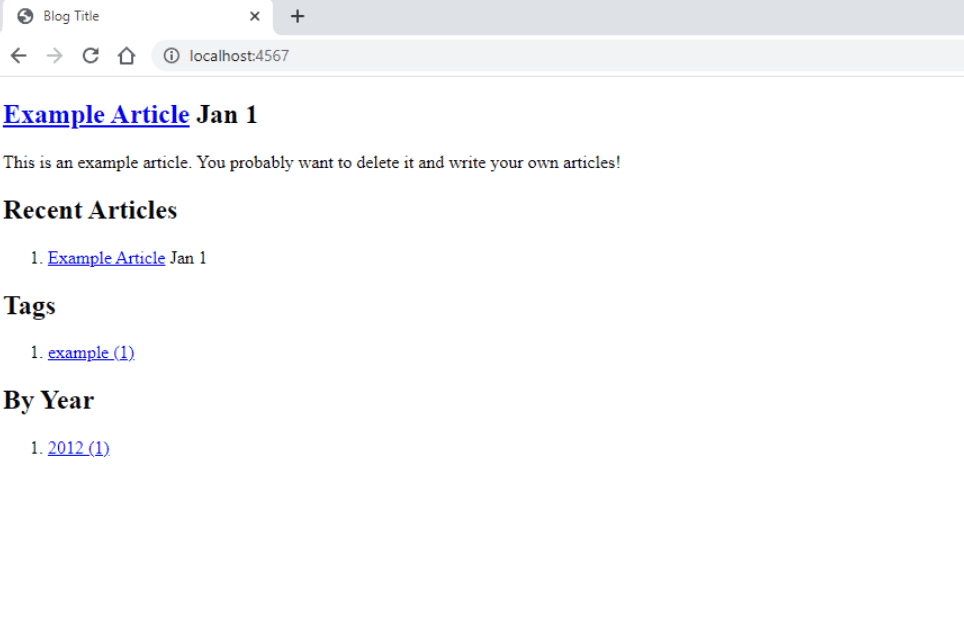 Blog Title
localhost:4567
Example Article Jan 1
This is an example article. You probably want to delete it and write your own articles!
Recent Articles
1. Example Article Jan 1
Tags
1. example (1)
By Year
1. 2012 (1)